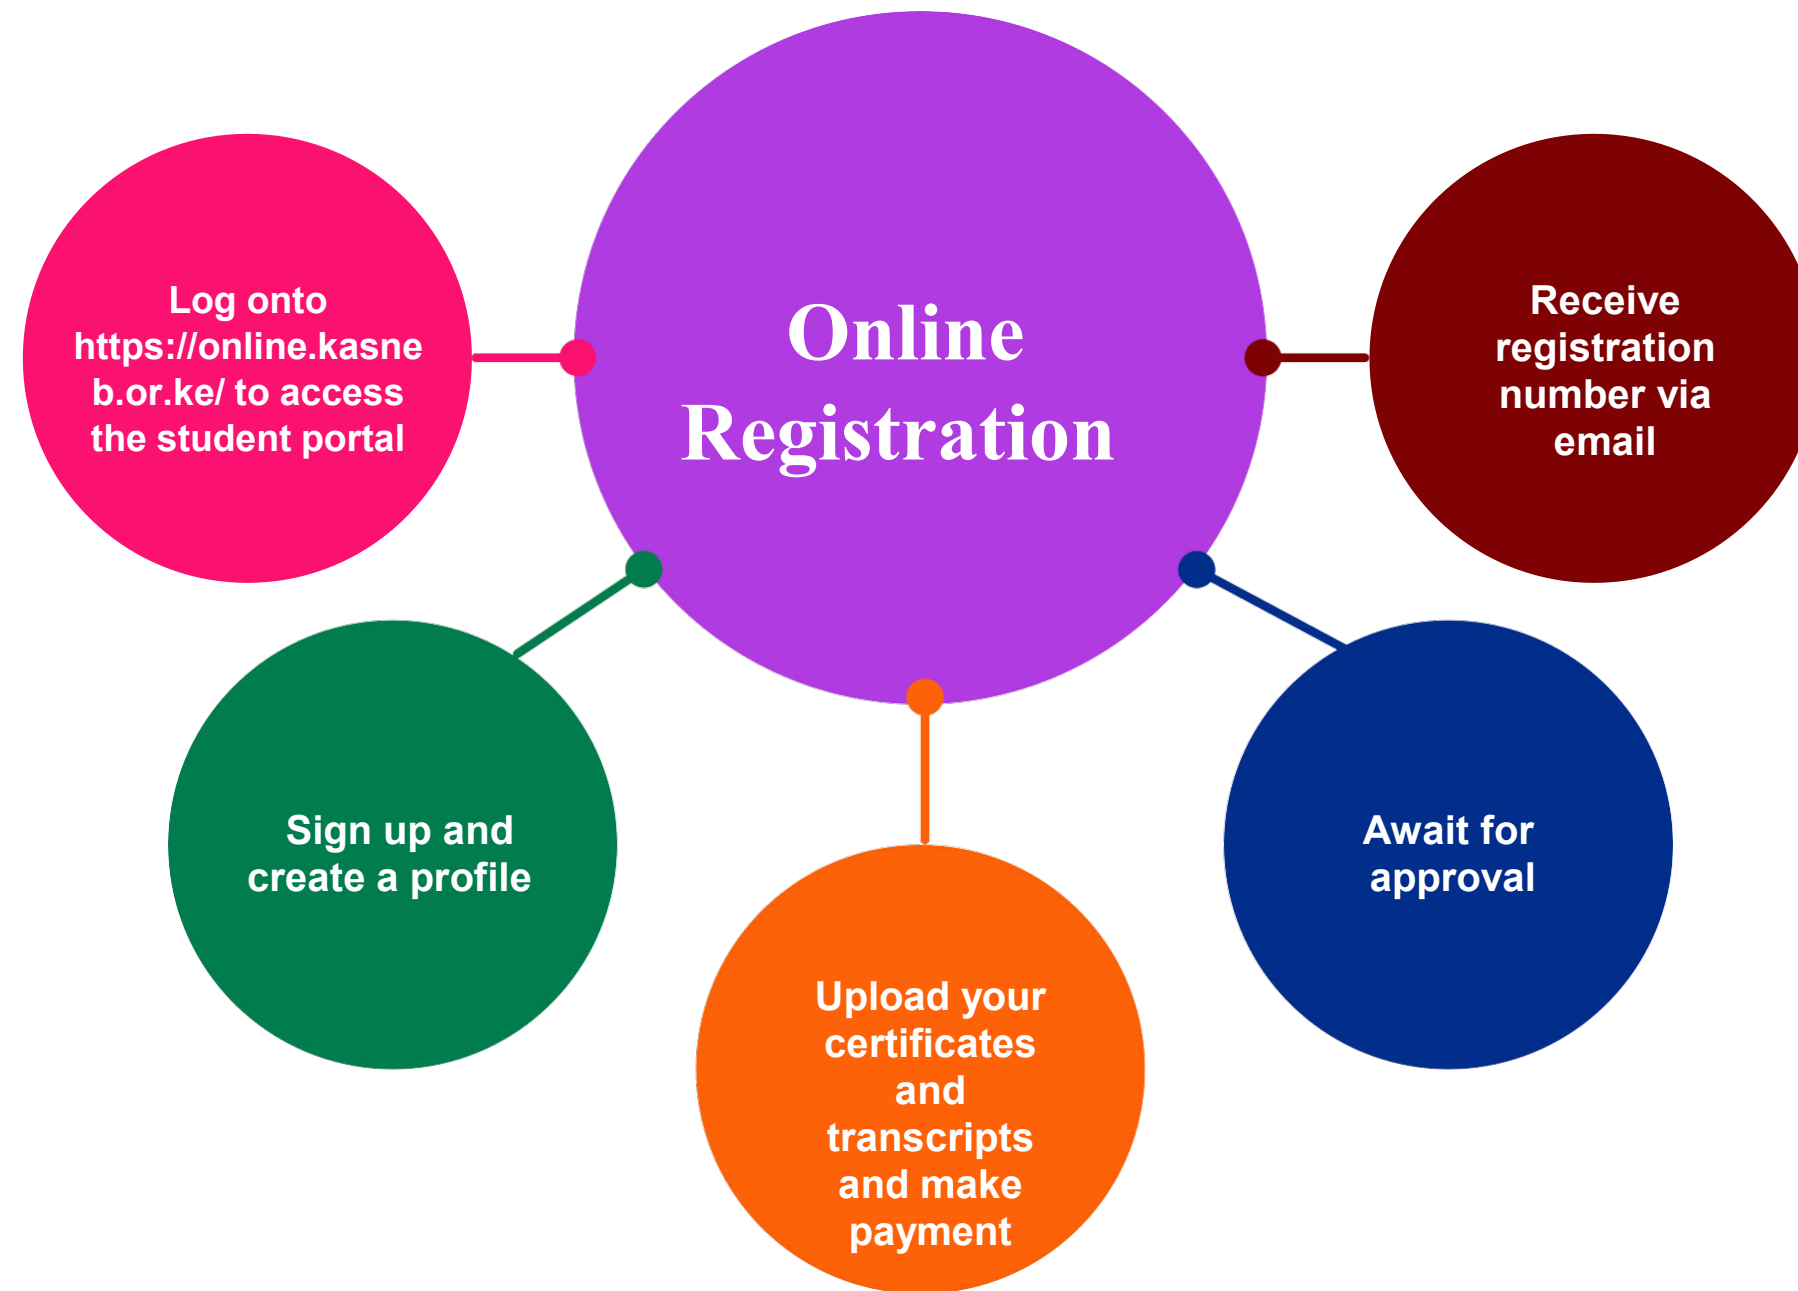 Online
Registration
Log onto
https://online.kasne
b.or.ke/ to access
the student portal
Sign up and
create a profile
Upload your
certificates
and
transcripts
and make
payment
Await for
approval
Receive
registration
number via
email